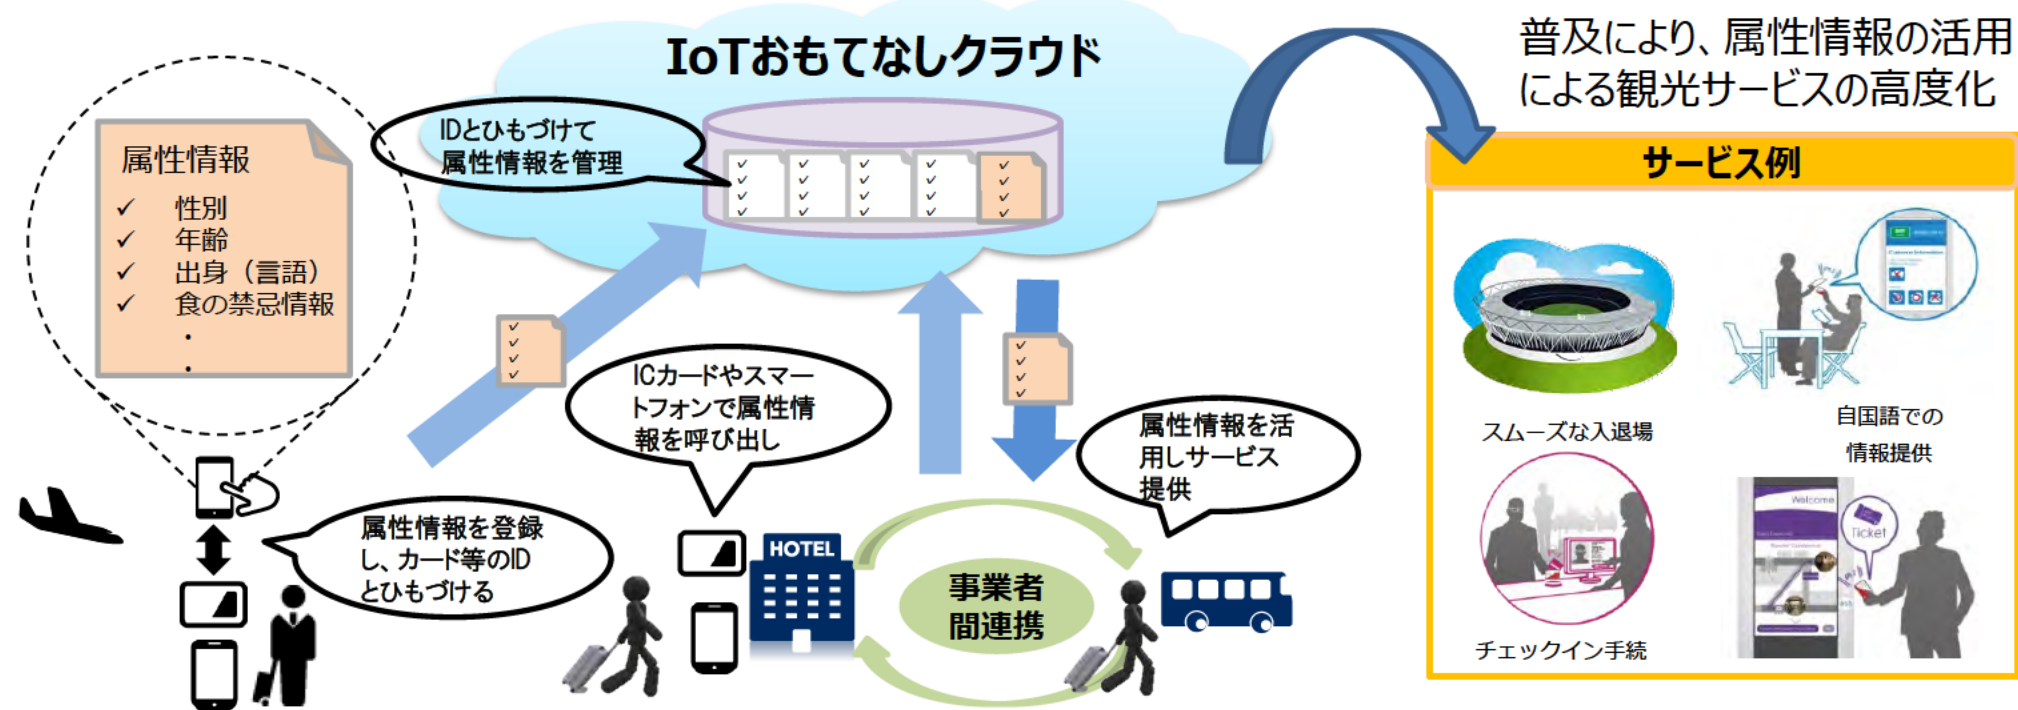 IoTおもてなしクラウド
普及により、属性情報の活用
による観光サービスの高度化
IDとひもづけて
属性情報を管理
属性情報
✓ 性別
✓ 年齢
✓ 出身（言語）
✓ 食の禁忌情報
・
・
ICカードやスマー
トフォンで属性情
報を呼び出し
属性情報を活
用しサービス
提供
属性情報を登録
し、カード等のID
とひもづける
HOTEL
事業者
間連携
サービス例
スムーズな入退場
自国語での
情報提供
チェックイン手続
Welcome
Ticket